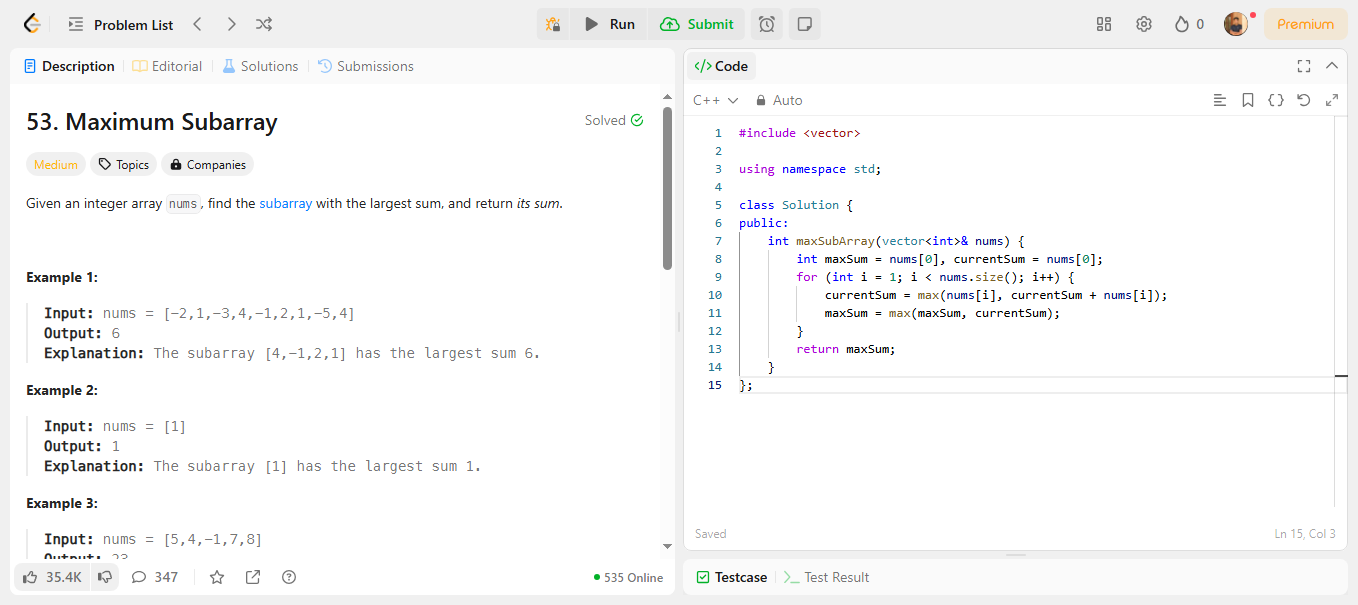 Problem List
Run
Submit
0
Premium
Description
Editorial
Solutions
Submissions
53. Maximum Subarray
Solved
Medium
Topics
Companies
Given an integer array nums, find the subarray with the largest sum, and return its sum.
Example 1:
Input: nums = [-2,1,-3,4,-1,2,1,-5,4]
Output: 6
Explanation: The subarray [4,-1,2,1] has the largest sum 6.
Example 2:
Input: nums = [1]
Output: 1
Explanation: The subarray [1] has the largest sum 1.
Example 3:
Input: nums = [5,4,-1,7,8]
Output: 23
35.4K
347
535 Online
</> Code
C++
Auto
1 #include <vector>
2
3 using namespace std;
4
5 class Solution {
6 public:
7     int maxSubArray(vector<int>& nums) {
8         int maxSum = nums[0], currentSum = nums[0];
9         for (int i = 1; i < nums.size(); i++) {
10             currentSum = max(nums[i], currentSum + nums[i]);
11             maxSum = max(maxSum, currentSum);
12         }
13         return maxSum;
14     }
15 };
Saved
Ln 15, Col 3
Testcase
Test Result